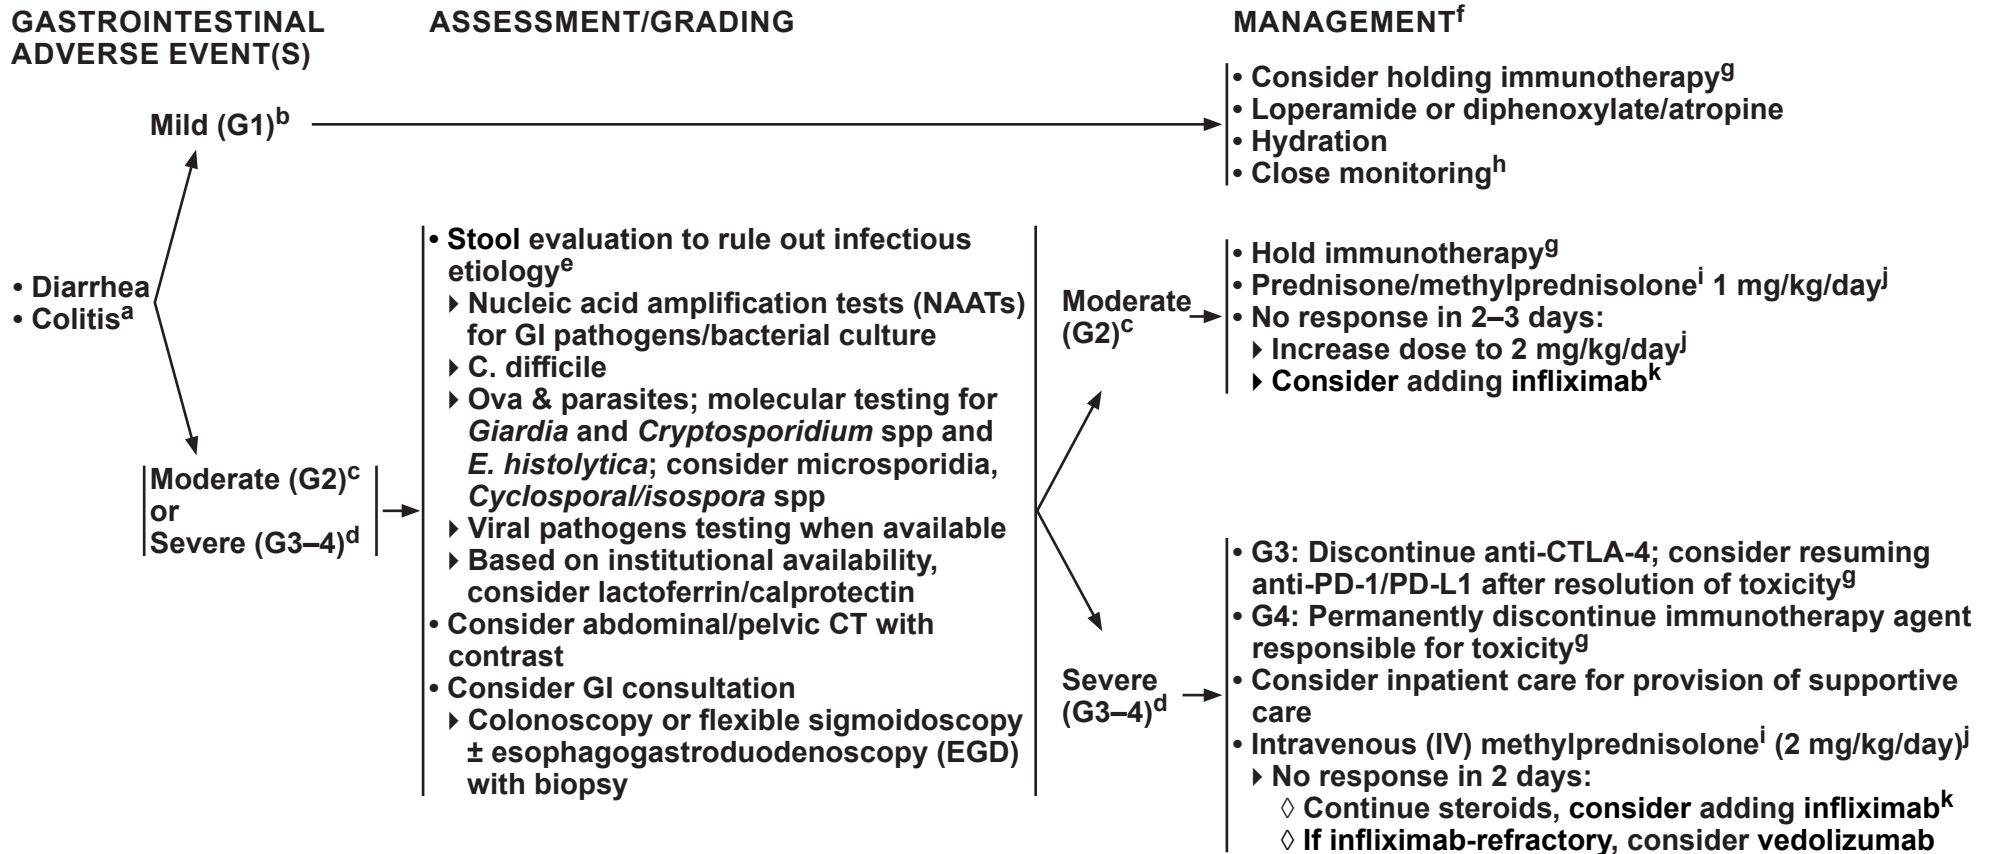 GASTROINTESTINAL
ADVERSE EVENT(S)
ASSESSMENT/GRADING
MANAGEMENTf
Mild (G1)b
• Consider holding immunotherapyg
• Loperamide or diphenoxylate/atropine
• Hydration
• Close monitoringh
• Diarrhea
• Colitisa
Moderate (G2)c
or
Severe (G3–4)d
• Stool evaluation to rule out infectious
etiologye
▸ Nucleic acid amplification tests (NAATs)
for GI pathogens/bacterial culture
▸ C. difficile
▸ Ova & parasites; molecular testing for
Giardia and Cryptosporidium spp and
E. histolytica; consider microsporidia,
Cyclosporal/isospora spp
▸ Viral pathogens testing when available
▸ Based on institutional availability,
consider lactoferrin/calprotectin
• Consider abdominal/pelvic CT with
contrast
• Consider GI consultation
▸ Colonoscopy or flexible sigmoidoscopy
± esophagogastroduodenoscopy (EGD)
with biopsy
Moderate
(G2)c
• Hold immunotherapyg
• Prednisone/methylprednisolonei 1 mg/kg/dayj
• No response in 2–3 days:
▸ Increase dose to 2 mg/kg/dayj
▸ Consider adding infliximabk
Severe
(G3–4)d
• G3: Discontinue anti-CTLA-4; consider resuming
anti-PD-1/PD-L1 after resolution of toxicityg
• G4: Permanently discontinue immunotherapy agent
responsible for toxicityg
• Consider inpatient care for provision of supportive
care
• Intravenous (IV) methylprednisolonei (2 mg/kg/day)j
▸ No response in 2 days:
◊ Continue steroids, consider adding infliximabk
◊ If infliximab-refractory, consider vedolizumab